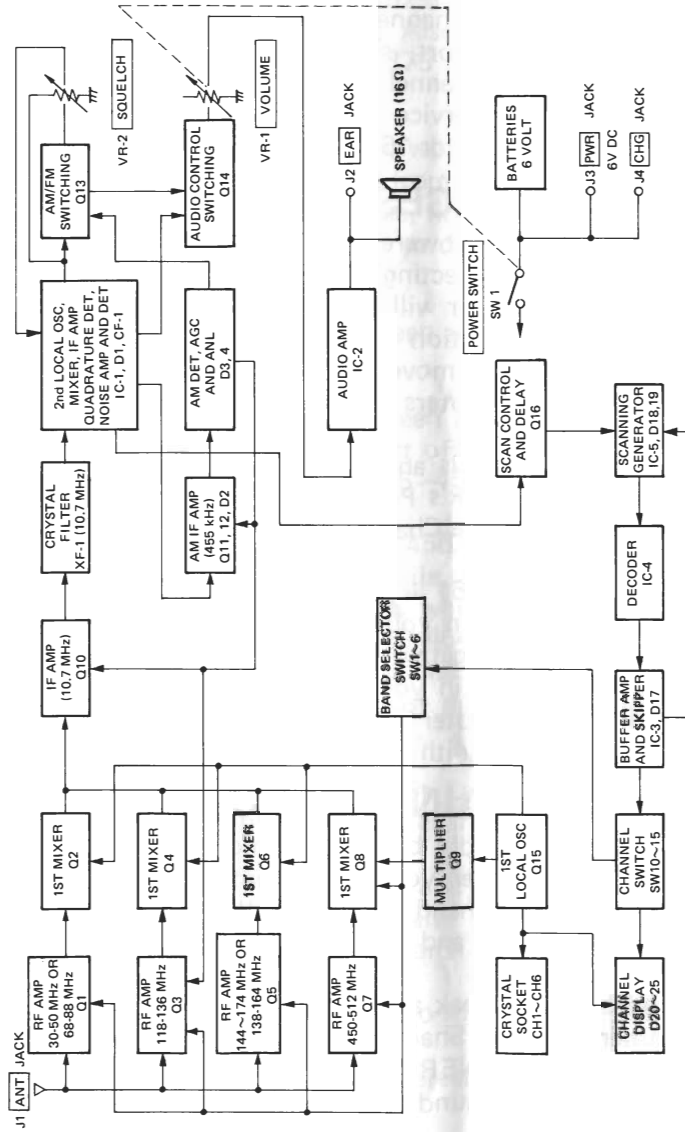 J1 ANT JACK
RF AMP
30-50 MHz OR
68-88 MHz
Q1
1ST MIXER
Q2
RF AMP
118-136 MHz
Q3
1ST MIXER
Q4
RF AMP
144~174 MHz OR
138-164 MHz
Q5
1ST MIXER
Q6
RF AMP
450-512 MHz
Q7
1ST MIXER
Q8
MULTIPLIER
Q9
1ST
LOCAL OSC
Q15
CRYSTAL
SOCKET
CH1~CH6
CHANNEL
DISPLAY
D20~25
CHANNEL
SWITCH
SW10~15
BUFFER AMP
AND SKIPPER
IC-3, D17
DECODER
IC-4
SCANNING
GENERATOR
IC-5, D18,19
SCAN CONTROL
AND DELAY
Q16
BAND SELECTOR
SWITCH
SW1~6
IF AMP
(10.7 MHz)
Q10
CRYSTAL
FILTER
XF-1 (10.7 MHz)
2nd LOCAL OSC,
MIXER, IF AMP
QUADRATURE DET,
NOISE AMP AND DET
IC-1, D1, CF-1
AM IF AMP
(455 kHz)
Q11, 12, D2
AM DET, AGC
AND ANL
D3, 4
AM/FM
SWITCHING
Q13
AUDIO CONTROL
SWITCHING
Q14
VR-2 SQUELCH
VR-1 VOLUME
AUDIO AMP
IC-2
J2 EAR JACK
SPEAKER (16Ω)
POWER SWITCH
SW 1
BATTERIES
6 VOLT
J3 PWR JACK
6V DC
J4 CHG JACK